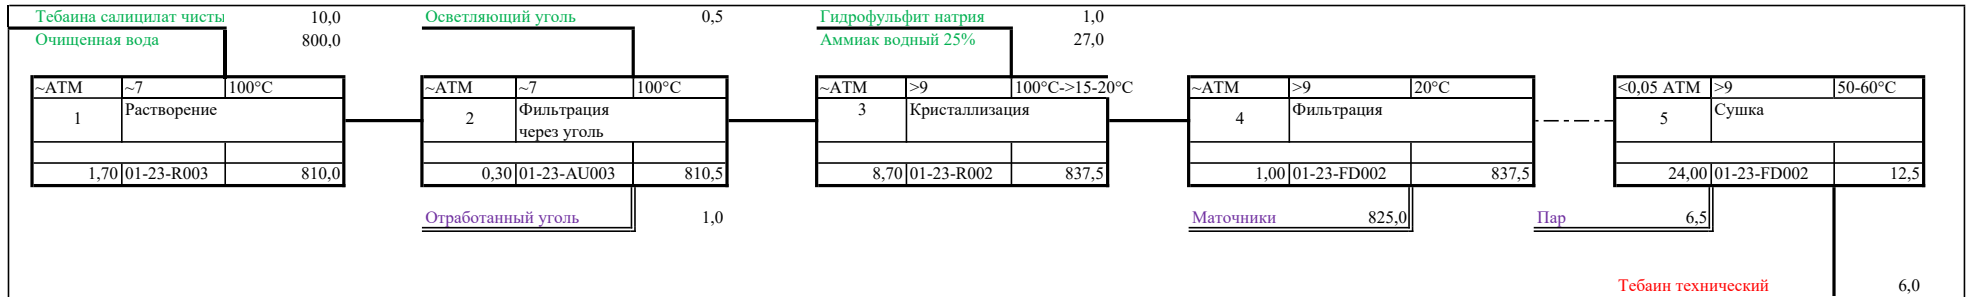 Тебаина салицилат чисты 10,0 Осветляющий уголь 0,5 Гидрофульфит натрия 1,0
Очищенная вода 800,0 Аммиак водный 25% 27,0
~АТМ ~7 100°C ~АТМ ~7 100°C ~АТМ >9 100°C->15-20°C ~АТМ >9 20°C <0,05 АТМ >9 50-60°C
1 Растворение 2 Фильтрация 3 Кристаллизация 4 Фильтрация 5 Сушка
через уголь
1,70 01-23-R003 810,0 0,30 01-23-AU003 810,5 8,70 01-23-R002 837,5 1,00 01-23-FD002 837,5 24,00 01-23-FD002 12,5
Отработанный уголь 1,0 Маточники 825,0 Пар 6,5
Тебаин технический 6,0